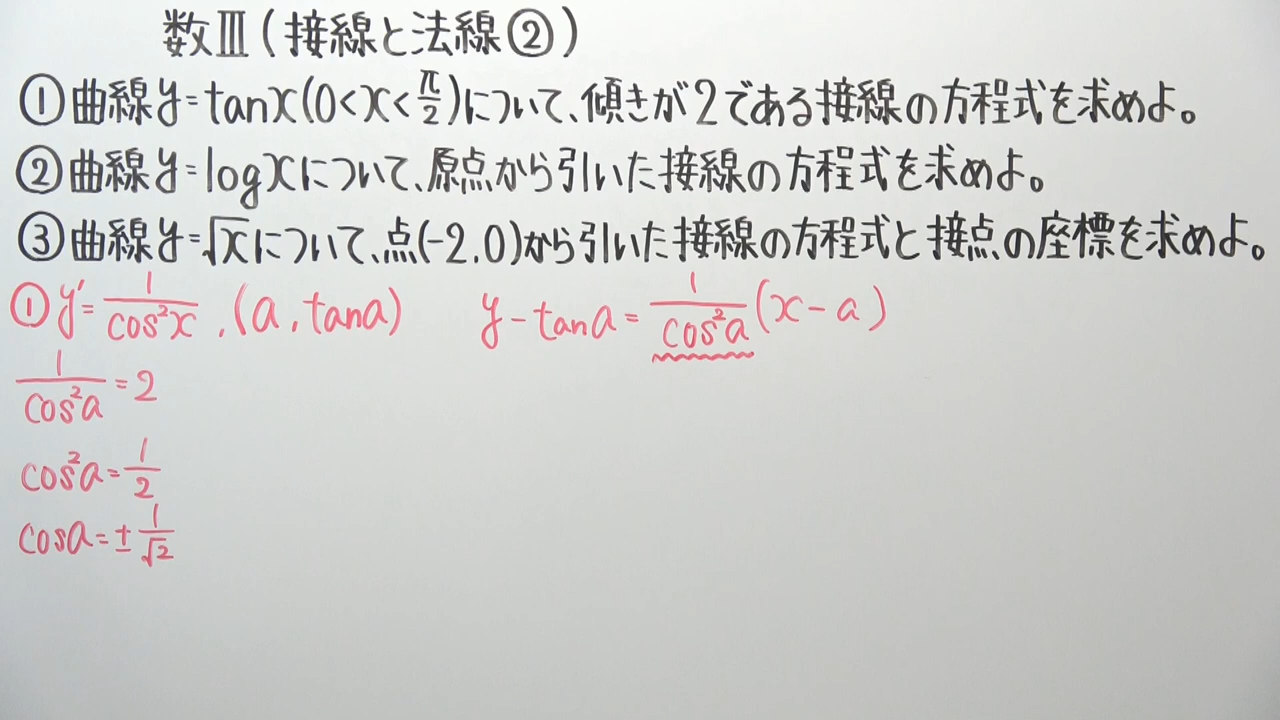 数Ⅲ(接線と法線②)
①曲線y=tanx(0<x<π/2)について、傾きが2である接線の方程式を求めよ。
②曲線y=logxについて、原点から引いた接線の方程式を求めよ。
③曲線y=√xについて、点(-2.0)から引いた接線の方程式と接点の座標を求めよ。
①y'=1/cos²x , (a , tana)　y-tana=1/cos²a(x-a)
1/cos²a=2
cos²a=1/2
cosa=±1/√2